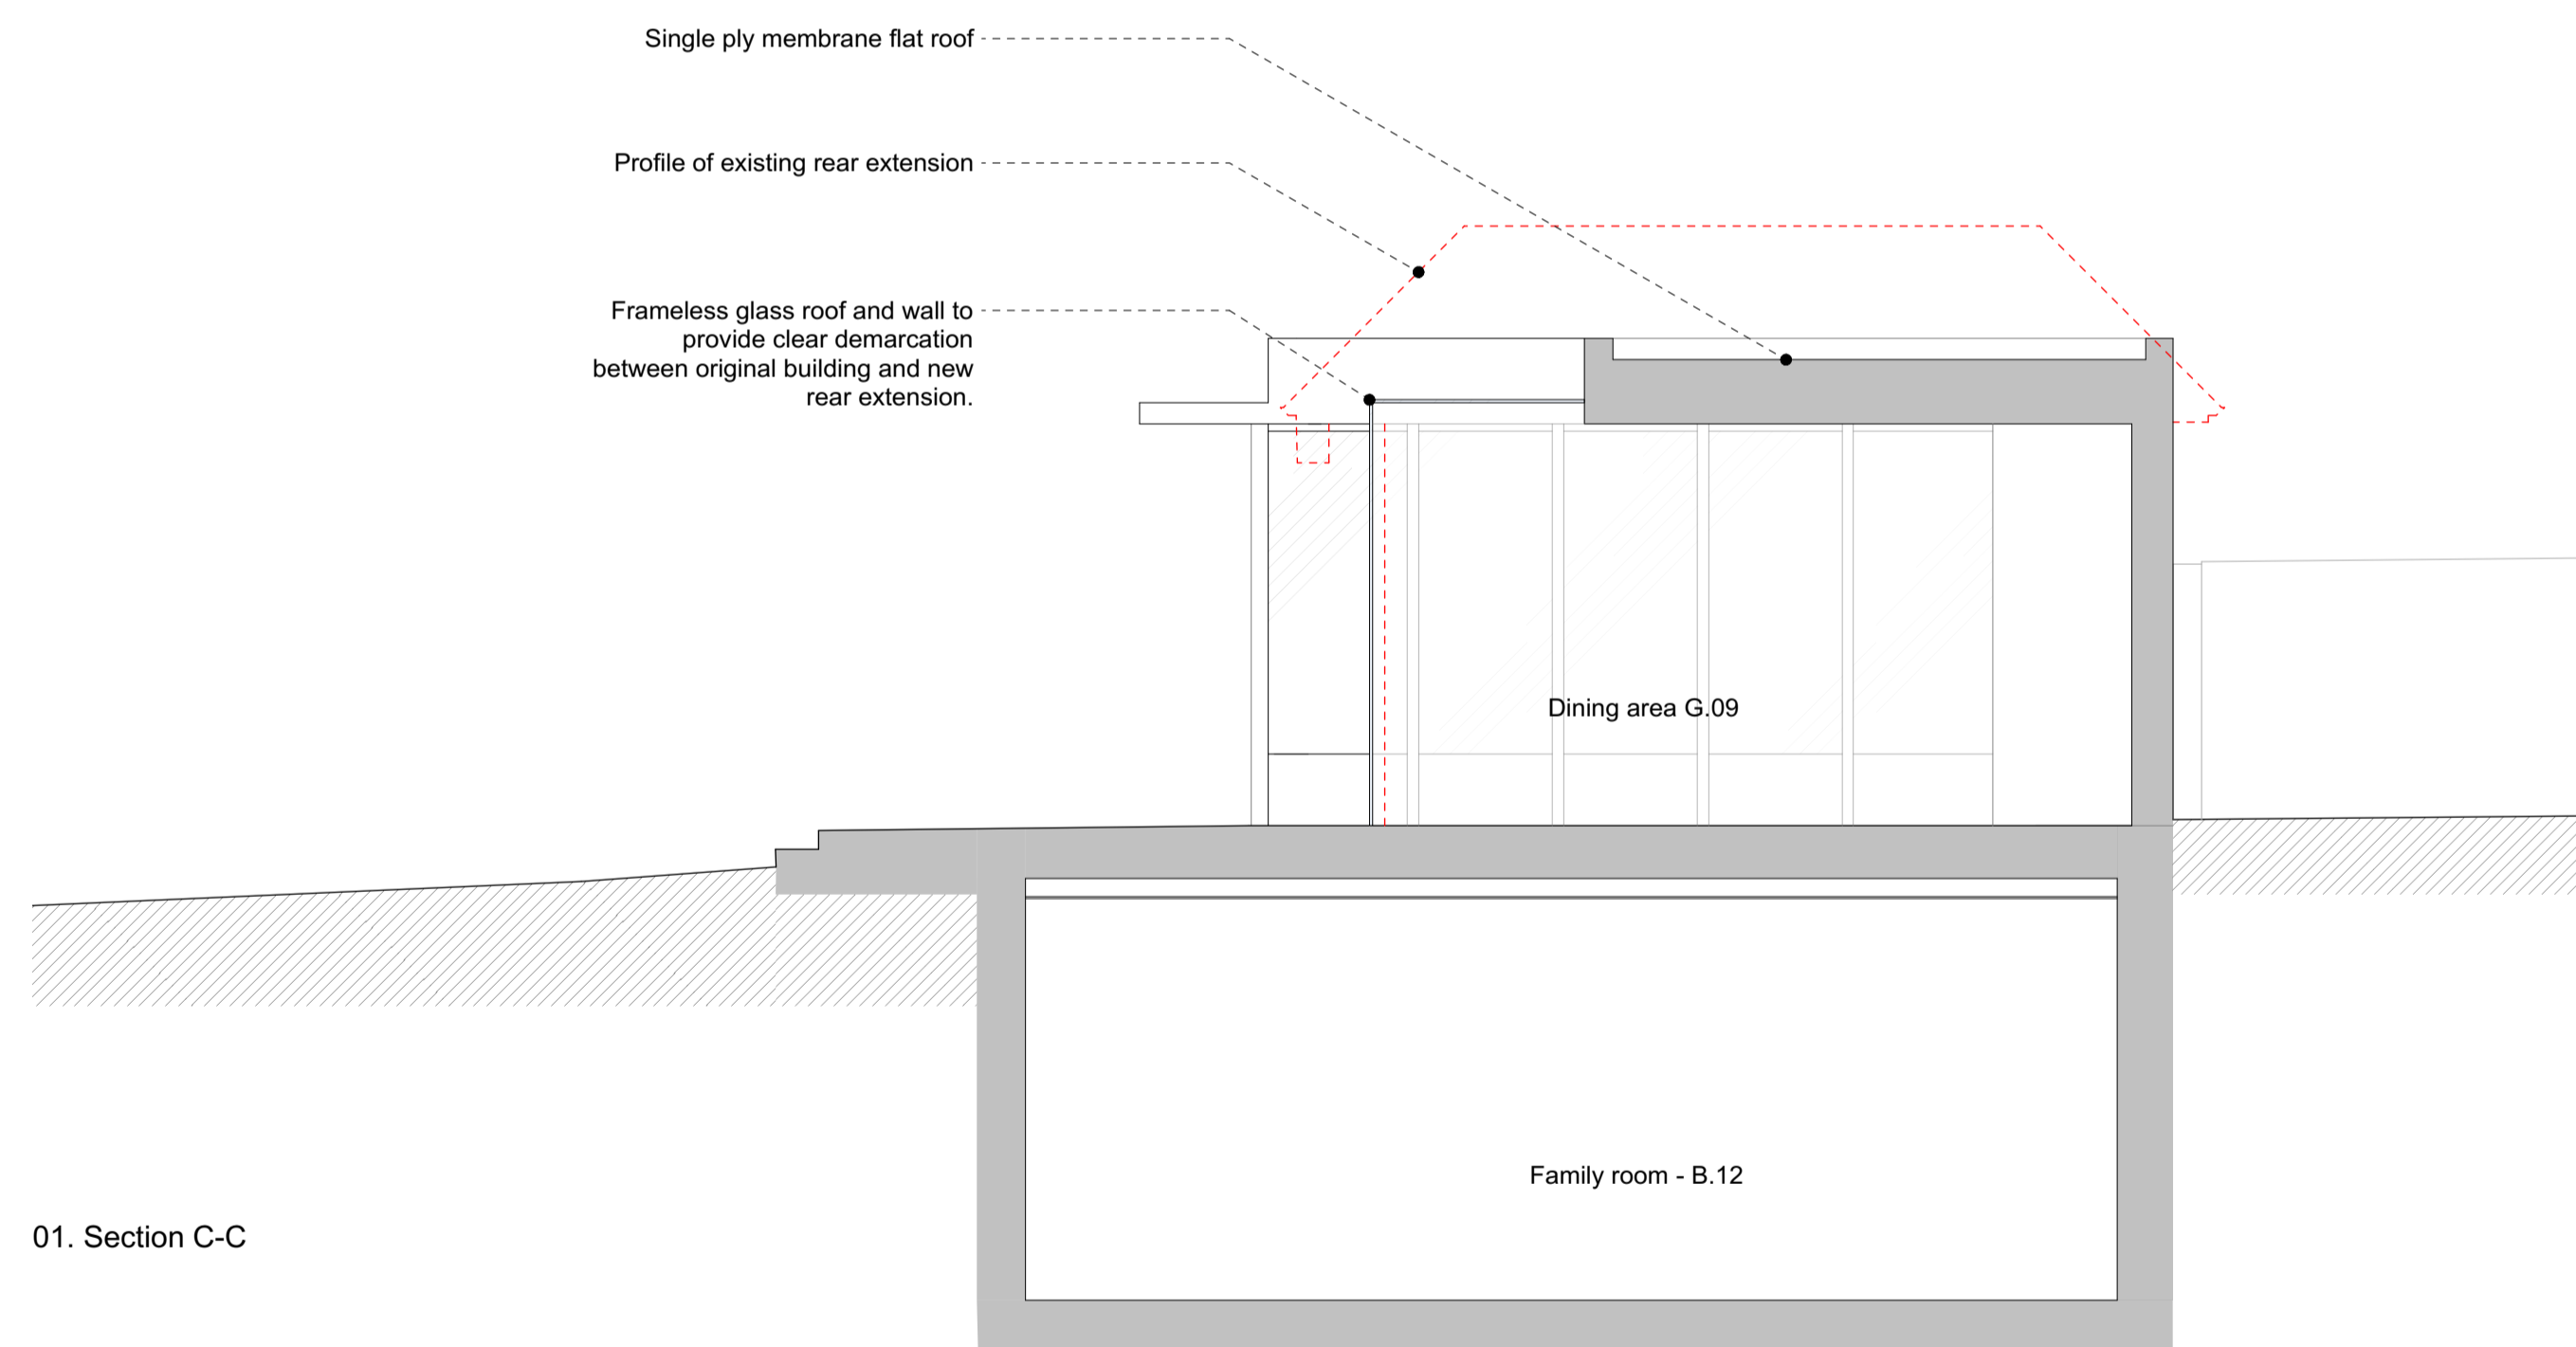 Single ply membrane flat roof
Profile of existing rear extension
Frameless glass roof and wall to
provide clear demarcation
between original building and new
rear extension.
Dining area G.09
Family room - B.12
01. Section C-C